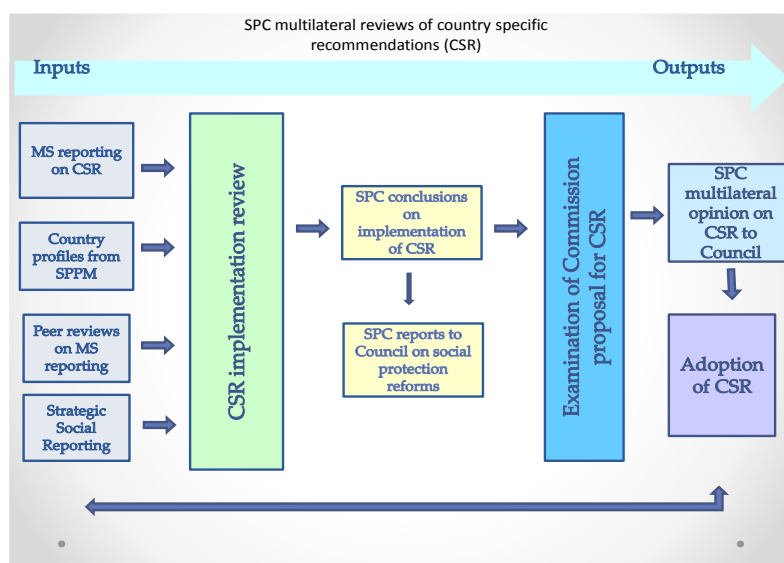 SPC multilateral reviews of country specific
recommendations (CSR)
Inputs
Outputs
MS reporting
on CSR
Country
profiles from
SPPM
Peer reviews
on MS
reporting
Strategic
Social
Reporting
CSR implementation review
SPC conclusions
on
implementation
of CSR
SPC reports to
Council on social
protection
reforms
Examination of Commission
proposal for CSR
SPC
multilateral
opinion on
CSR to
Council
Adoption
of CSR